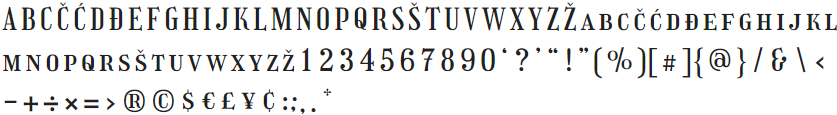 ABCČĆDĐEFGHIJKLMNOPQRSŠTUVWXYZŽABCČĆDĐEFGHIJKL
MNOPQRSŠTUVWXYZŽ1234567890‘?’“!”(%)[#]{@}/&\‹
-+÷×=›®©$€£¥¢:;,.*